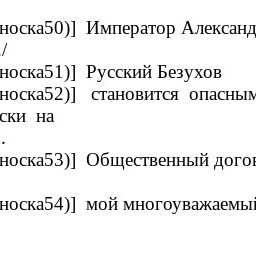 носка50)] Император Александ
/
носка51)] Русский Безухов
носка52)] становится опасным
ски на
.
носка53)] Общественный догов
носка54)] мой многоуважаемый